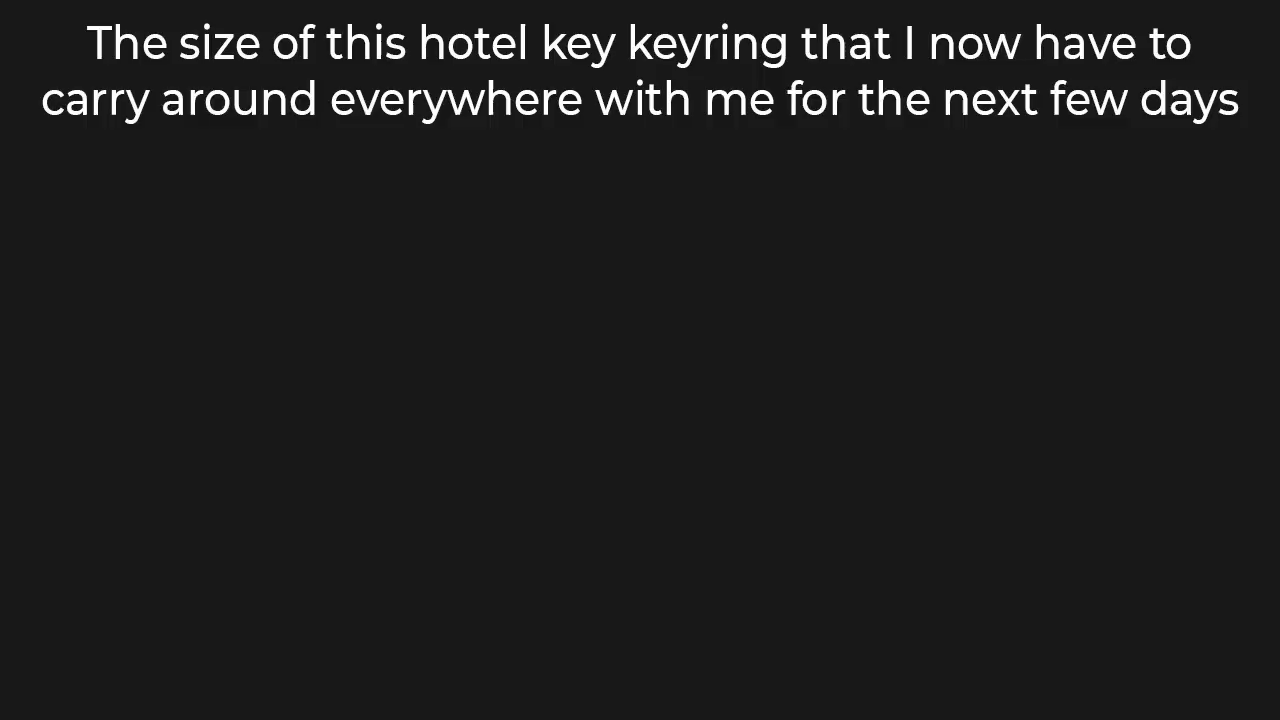 The size of this hotel key keyring that I now have to
carry around everywhere with me for the next few days